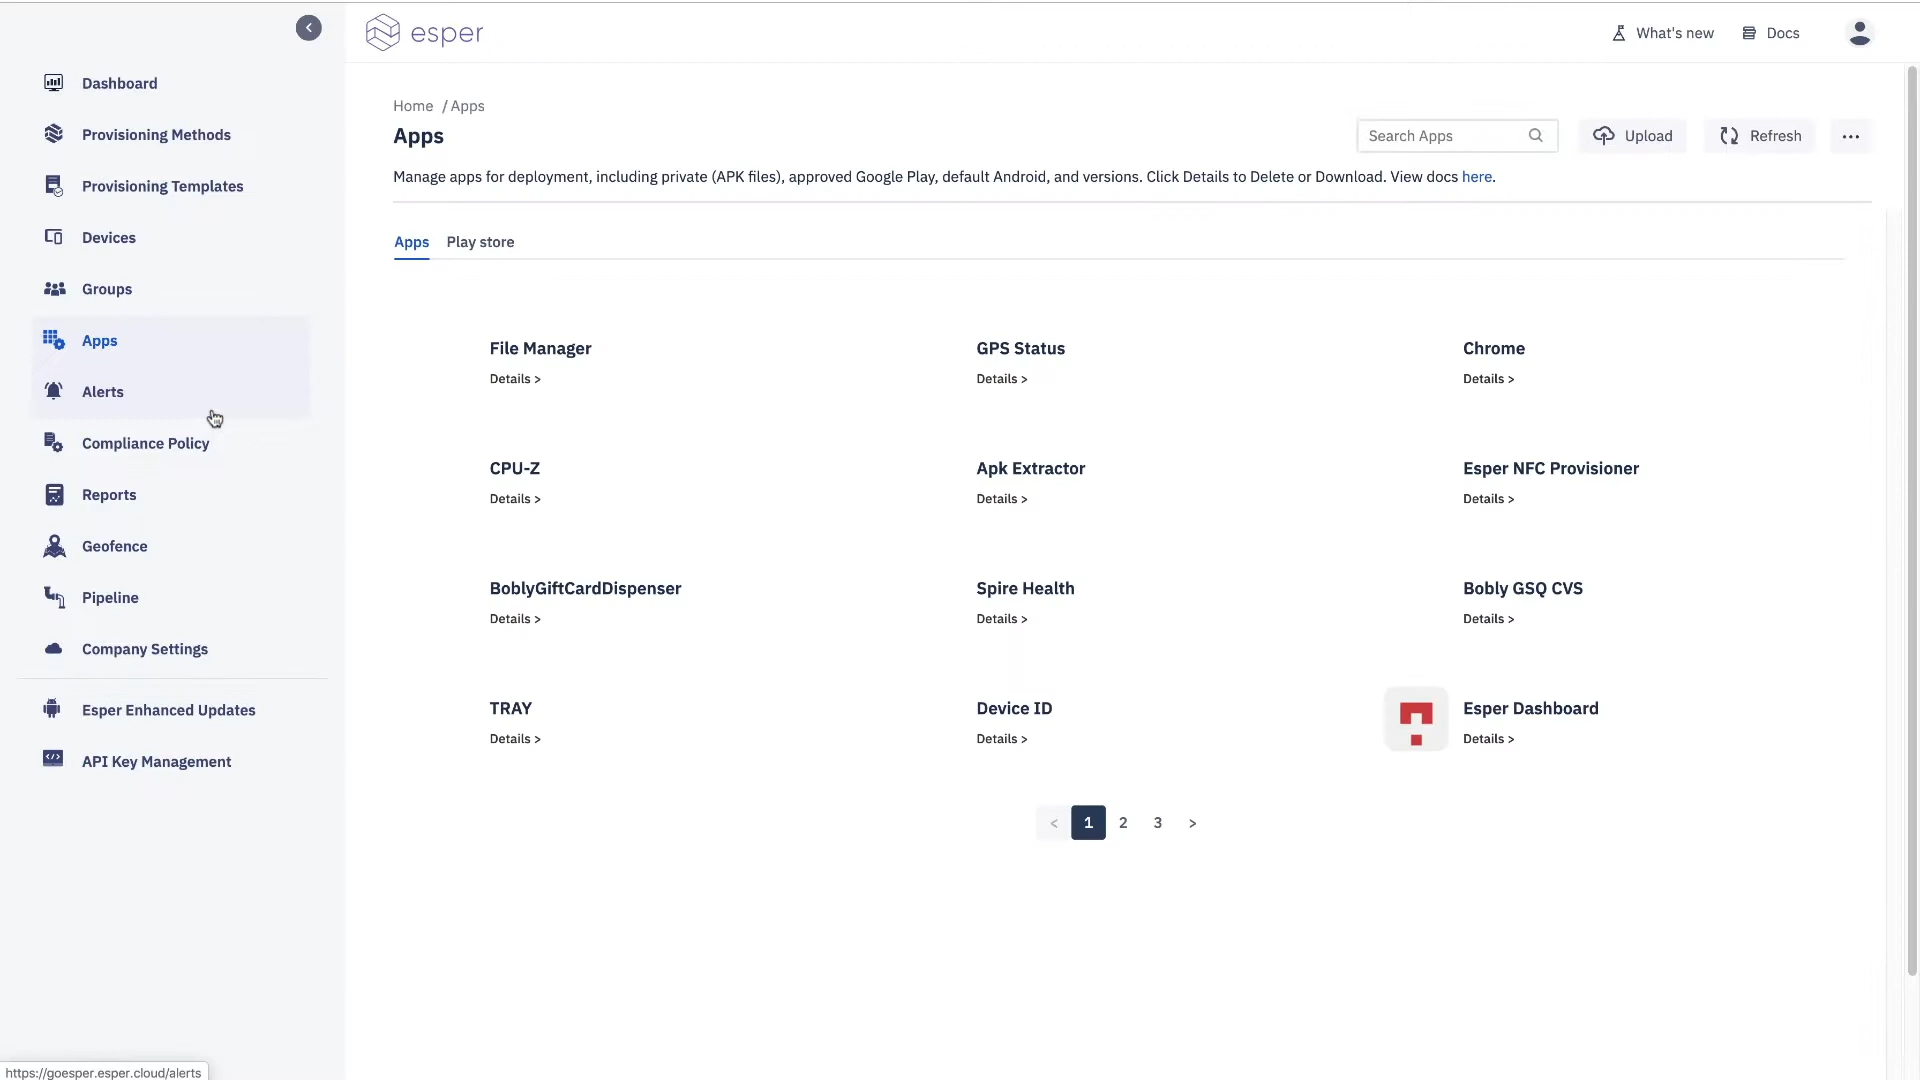 esper
What's new
Docs
Dashboard
Provisioning Methods
Provisioning Templates
Devices
Groups
Apps
Alerts
Compliance Policy
Reports
Geofence
Pipeline
Company Settings
Esper Enhanced Updates
API Key Management
Home / Apps
Apps
Search Apps
Upload
Refresh
Manage apps for deployment, including private (APK files), approved Google Play, default Android, and versions. Click Details to Delete or Download. View docs here.
Apps Play store
File Manager
Details >
GPS Status
Details >
Chrome
Details >
CPU-Z
Details >
Apk Extractor
Details >
Esper NFC Provisioner
Details >
BoblyGiftCardDispenser
Details >
Spire Health
Details >
Bobly GSQ CVS
Details >
TRAY
Details >
Device ID
Details >
Esper Dashboard
Details >
< 1 2 3 >
https://goesper.esper.cloud/alerts